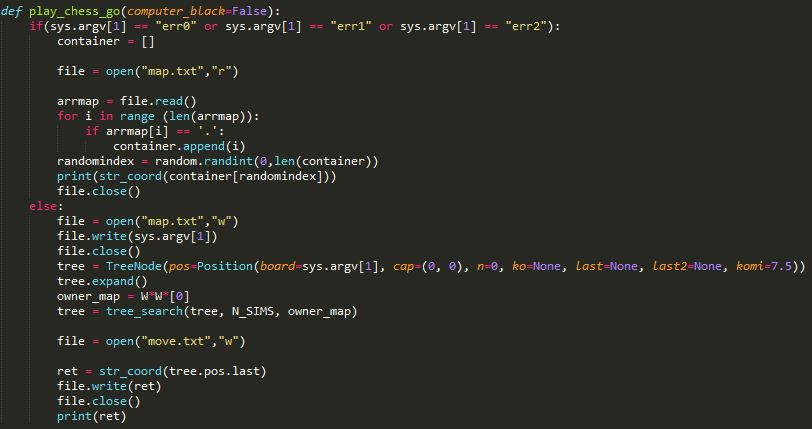 def play_chess_go(computer_black=False):
    if(sys.argv[1] == "err0" or sys.argv[1] == "err1" or sys.argv[1] == "err2"):
        container = []

        file = open("map.txt","r")

        arrmap = file.read()
        for i in range (len(arrmap)):
            if arrmap[i] == '.':
                container.append(i)
        randomindex = random.randint(0,len(container))
        print(str_coord(container[randomindex]))
        file.close()
    else:
        file = open("map.txt","w")
        file.write(sys.argv[1])
        file.close()
        tree = TreeNode(pos=Position(board=sys.argv[1], cap=(0, 0), n=0, ko=None, last=None, last2=None, komi=7.5))
        tree.expand()
        owner_map = W*W*[0]
        tree = tree_search(tree, N_SIMS, owner_map)

        file = open("move.txt","w")

        ret = str_coord(tree.pos.last)
        file.write(ret)
        file.close()
        print(ret)